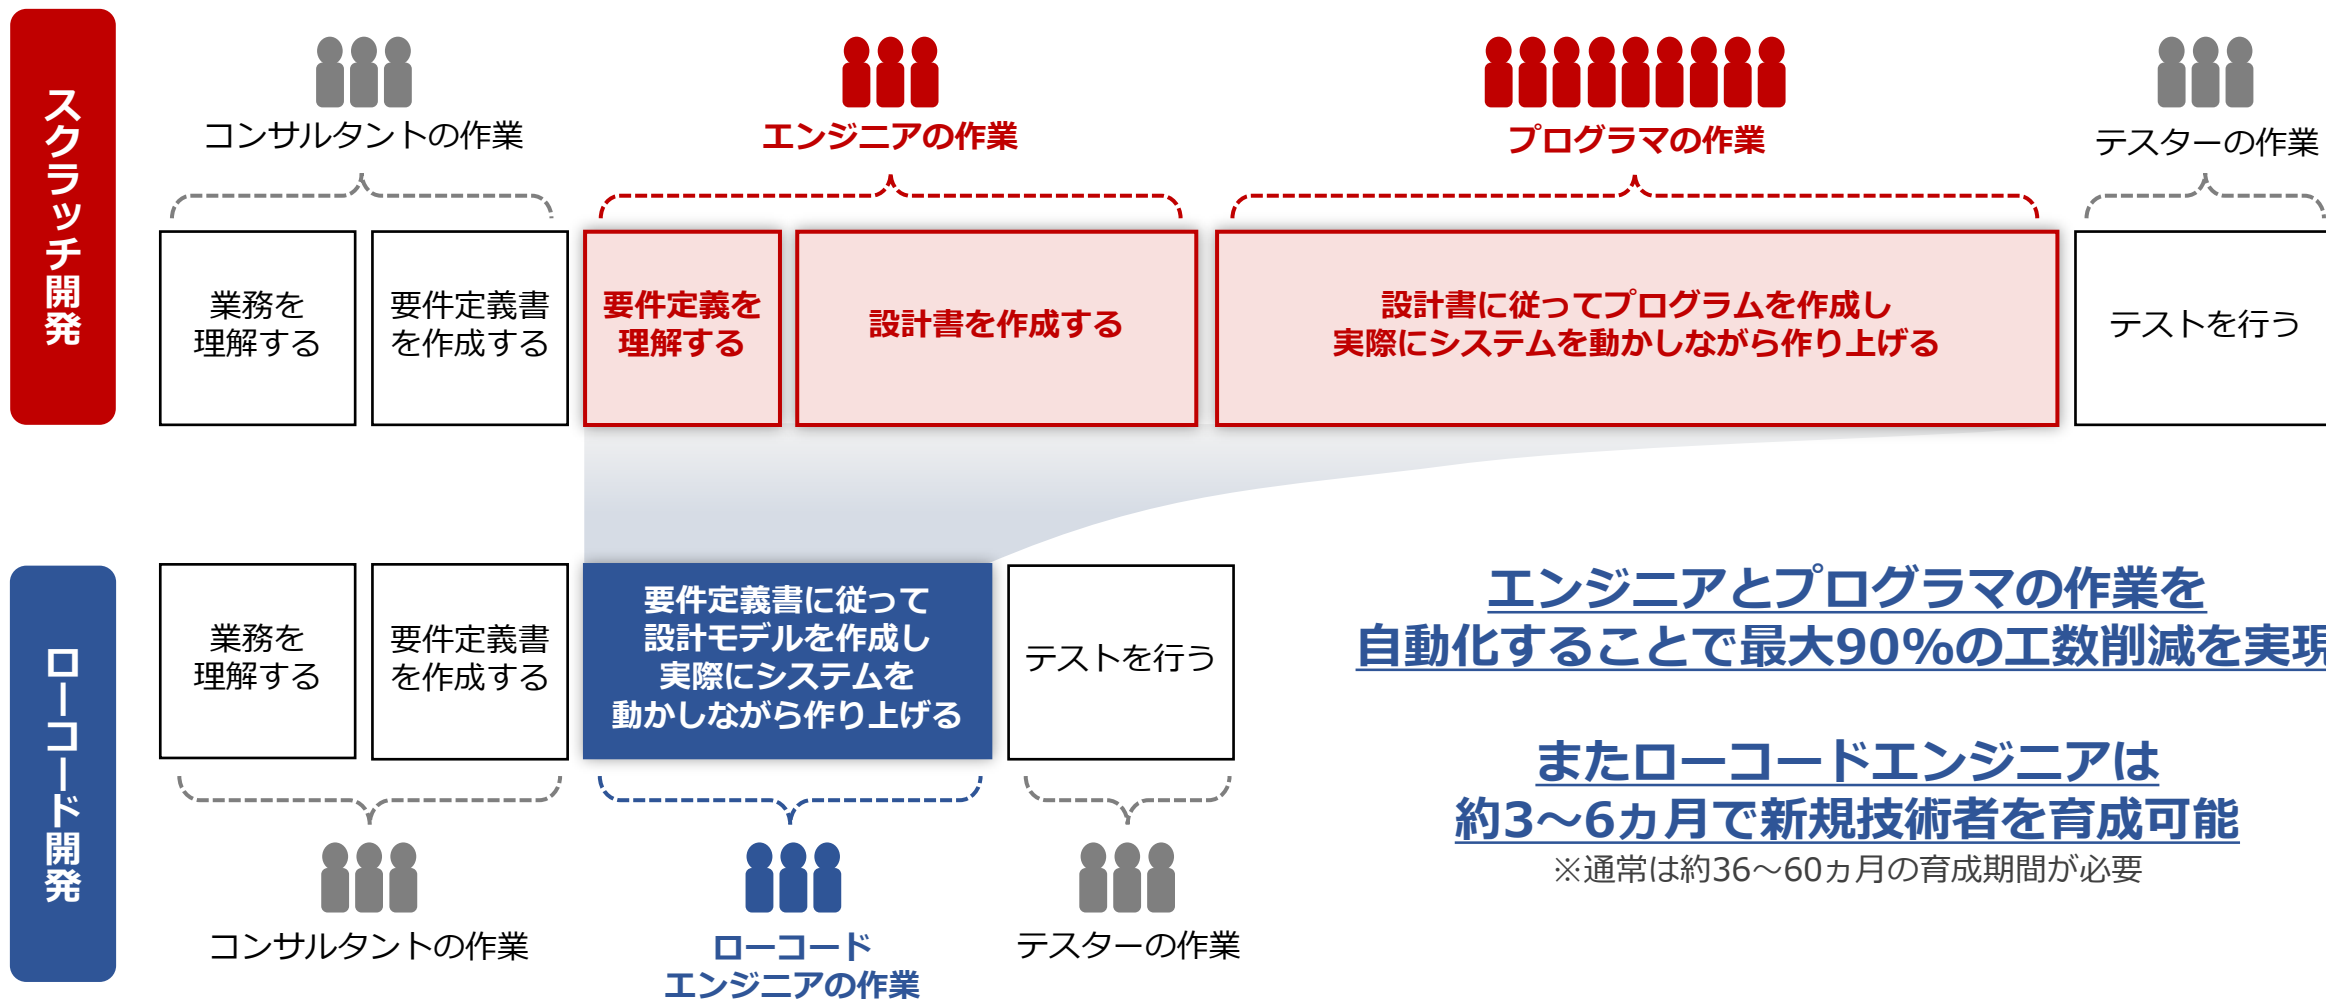 スクラッチ開発
コンサルタントの作業
エンジニアの作業
プログラマの作業
テスターの作業
業務を
理解する
要件定義書
を作成する
要件定義を
理解する
設計書を作成する
設計書に従ってプログラムを作成し
実際にシステムを動かしながら作り上げる
テストを行う
ローコード開発
業務を
理解する
要件定義書
を作成する
要件定義書に従って
設計モデルを作成し
実際にシステムを
動かしながら作り上げる
テストを行う
コンサルタントの作業
ローコード
エンジニアの作業
テスターの作業
エンジニアとプログラマの作業を
自動化することで最大90%の工数削減を実現
またローコードエンジニアは
約3～6ヵ月で新規技術者を育成可能
※通常は約36～60ヵ月の育成期間が必要